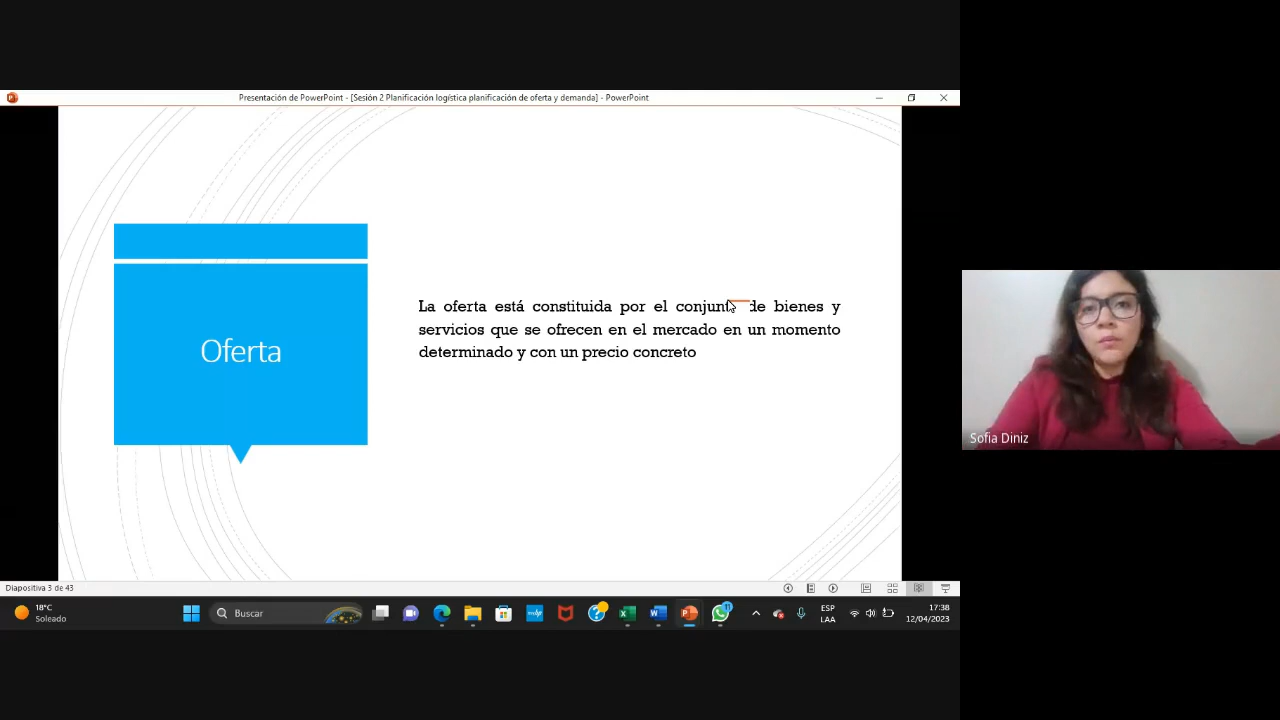 Presentación de PowerPoint - [Sesión 2 Planificación logística planificación de oferta y demanda] - PowerPoint
Oferta
La oferta está constituida por el conjunto de bienes y
servicios que se ofrecen en el mercado en un momento
determinado y con un precio concreto
Sofia Diniz
Diapositiva 3 de 43
18°C
Soleado
Buscar
ESP
LAA
17:38
12/04/2023